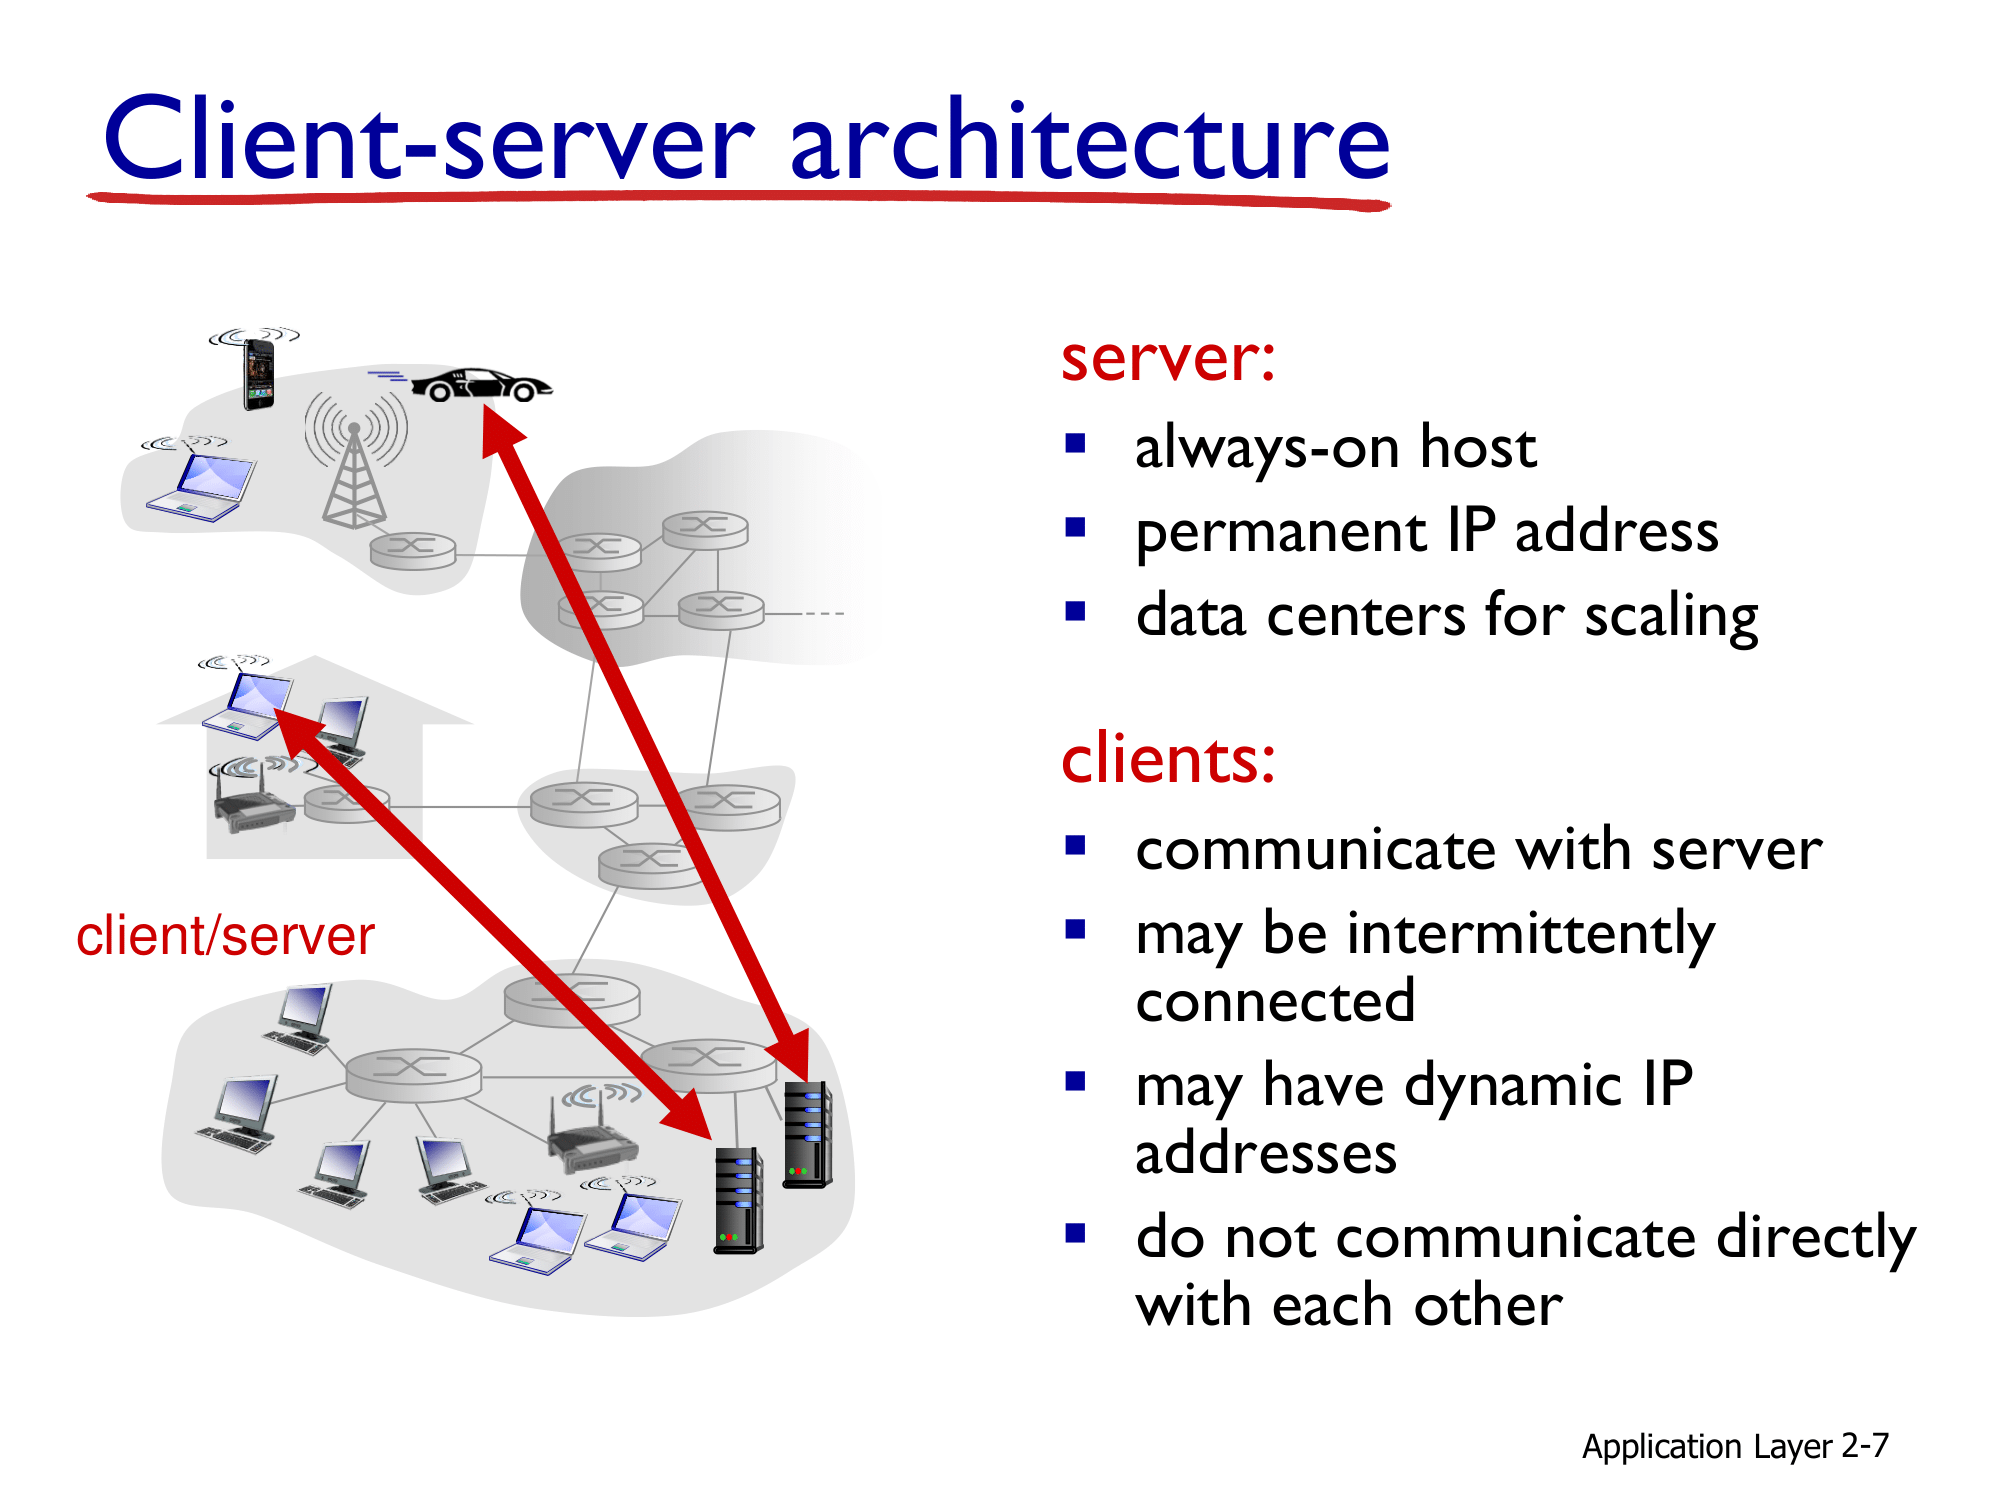 Client-server architecture
server:
always-on host
permanent IP address
data centers for scaling
clients:
communicate with server
may be intermittently
connected
may have dynamic IP
addresses
do not communicate directly
with each other
client/server
Application Layer 2-7